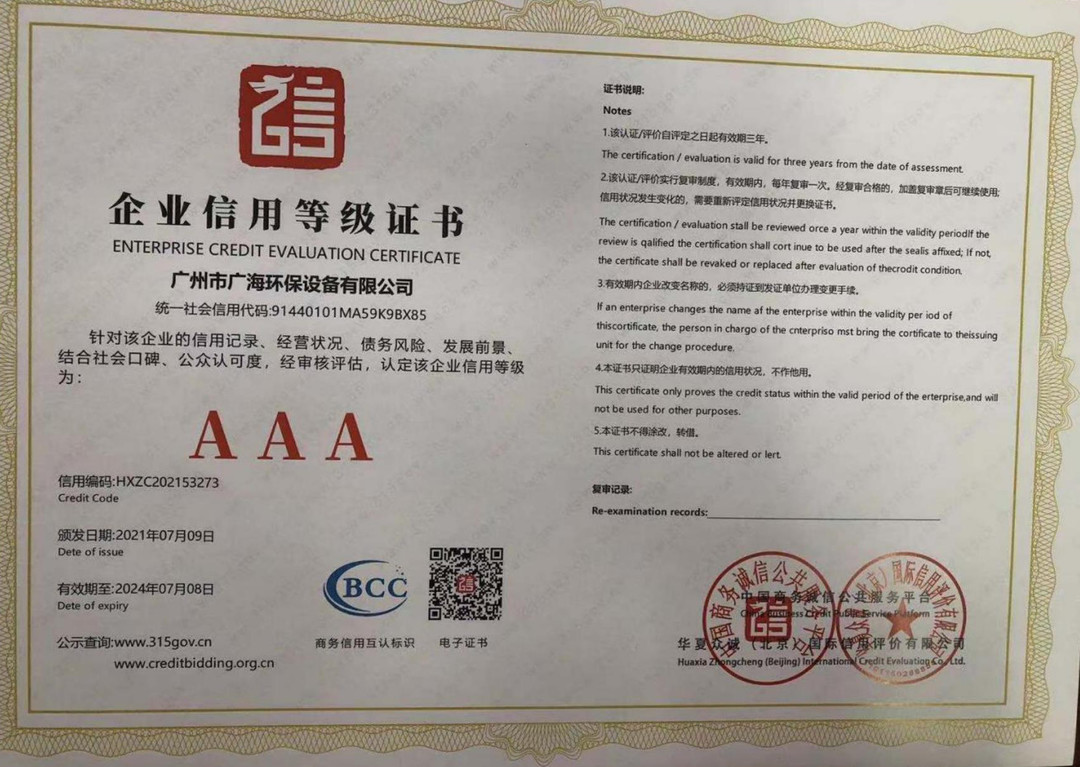 信
企业信用等级证书
ENTERPRISE CREDIT EVALUATION CERTIFICATE
广州市广海环保设备有限公司
统一社会信用代码:91440101MA59K9BX85
针对该企业的信用记录、经营状况、债务风险、发展前景、
结合社会口碑、公众认可度，经审核评估，认定该企业信用等级
为：
AAA
信用编码:HXZC202153273
Credit Code
颁发日期:2021年07月09日
Date of issue
有效期至:2024年07月08日
Date of expiry
公示查询:www.315gov.cn
www.creditbidding.org.cn
BCC
商务信用互认标识
电子证书
证书说明:
Notes
1.该认证/评价自评定之日起有效期三年。
The certification / evaluation is valid for three years from the date of assessment.
2.该认证/评价实行复审制度，有效期内，每年复审一次。经复审合格的，加盖复审章后可继续使用;
信用状况发生变化的，需要重新评定信用状况并更换证书。
The certification / evaluation stall be reviewed orce a year within the validity periodIf the
review is qalified the certification shall cort inue to be used after the sealis affixed; If not,
the certificate shall be revaked or replaced after evaluation of thecrodit condition.
3.有效期内企业改变名称的，必须持证到发证单位办理变更手续。
If an enterprise changes the name af the enterprise within the validity per iod of
thiscortificate, the person in chargo of the cnterpriso mst bring the certificate to theissuing
unit for the change procedure.
4.本证书只证明企业有效期内的信用状况，不作他用。
This certificate only proves the credit status within the valid period of the erterprise,and will
not be used for other purposes.
5.本证书不得涂改，转借。
This certificate shall not be altered or lert.
复审记录:
Re-examination records:
中国商务诚信公共服务平台
China Business Credit Public Service Platform
华夏众诚（北京）国际信用评价有限公司
Huaxia Zhongcheng (Beijing) International Credit Evaluation Co., Ltd.